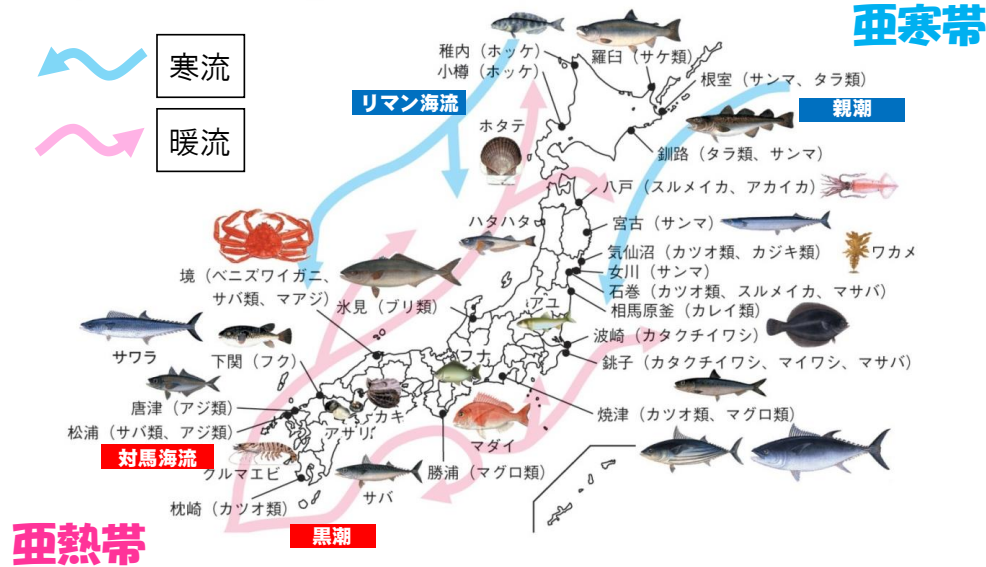 亜寒帯
寒流
暖流
稚内（ホッケ）
小樽（ホッケ）
羅臼（サケ類）
根室（サンマ、タラ類）
リマン海流
親潮
ホタテ
釧路（タラ類、サンマ）
八戸（スルメイカ、アカイカ）
ハタハタ
宮古（サンマ）
気仙沼（カツオ類、カジキ類）
ワカメ
女川（サンマ）
境（ベニズワイガニ、
サバ類、マアジ）
石巻（カツオ類、スルメイカ、マサバ）
氷見（ブリ類）
アユ
相馬原釜（カレイ類）
波崎（カタクチイワシ）
サワラ
下関（フク）
フナ
銚子（カタクチイワシ、マイワシ、マサバ）
唐津（アジ類）
カキ
焼津（カツオ類、マグロ類）
松浦（サバ類、アジ類）
アサリ
マダイ
対馬海流
クルマエビ
サバ
勝浦（マグロ類）
枕崎（カツオ類）
黒潮
亜熱帯